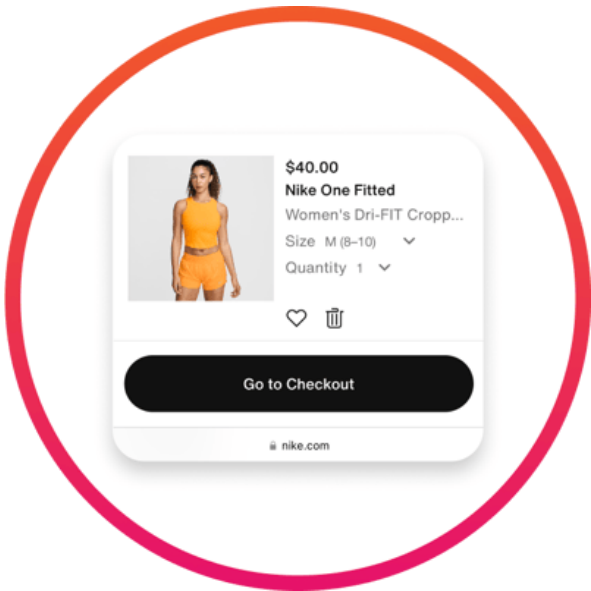 $40.00
Nike One Fitted
Women's Dri-FIT Cropp...
Size M (8–10)
Quantity 1
Go to Checkout
nike.com